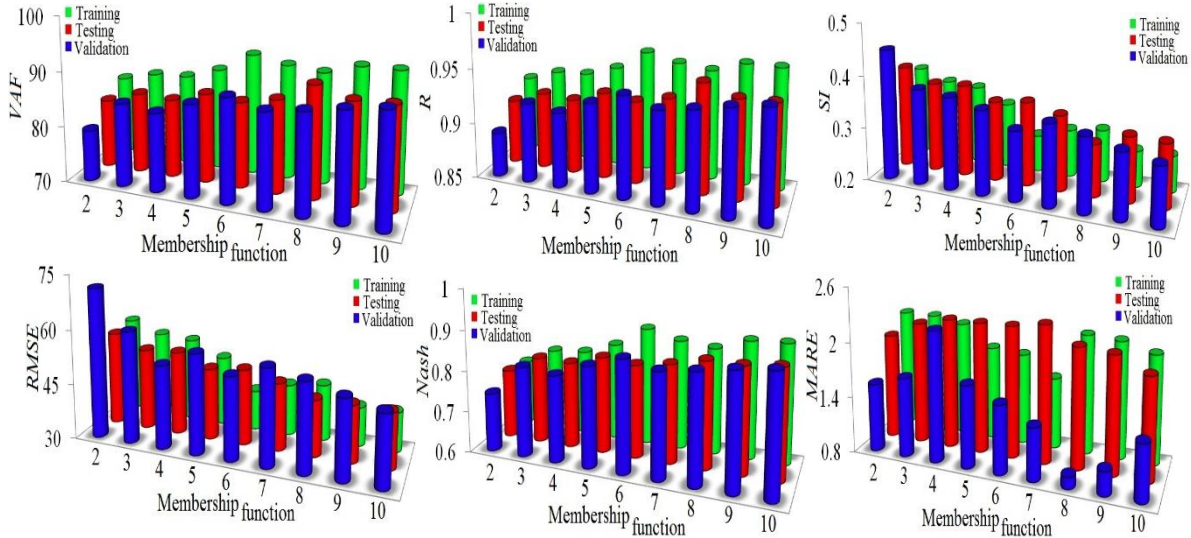 100
90
80
70
VAF
Training
Testing
Validation
2 3 4 5 6 7 8 9 10
Membership function
1
0.95
0.9
0.85
R
Training
Testing
Validation
2 3 4 5 6 7 8 9 10
Membership function
0.5
0.4
0.3
0.2
SI
Training
Testing
Validation
2 3 4 5 6 7 8 9 10
Membership function
75
60
45
30
RMSE
Training
Testing
Validation
2 3 4 5 6 7 8 9 10
Membership function
1
0.9
0.8
0.7
0.6
Nash
Training
Testing
Validation
2 3 4 5 6 7 8 9 10
Membership function
2.6
2
1.4
0.8
MARE
Training
Testing
Validation
2 3 4 5 6 7 8 9 10
Membership function